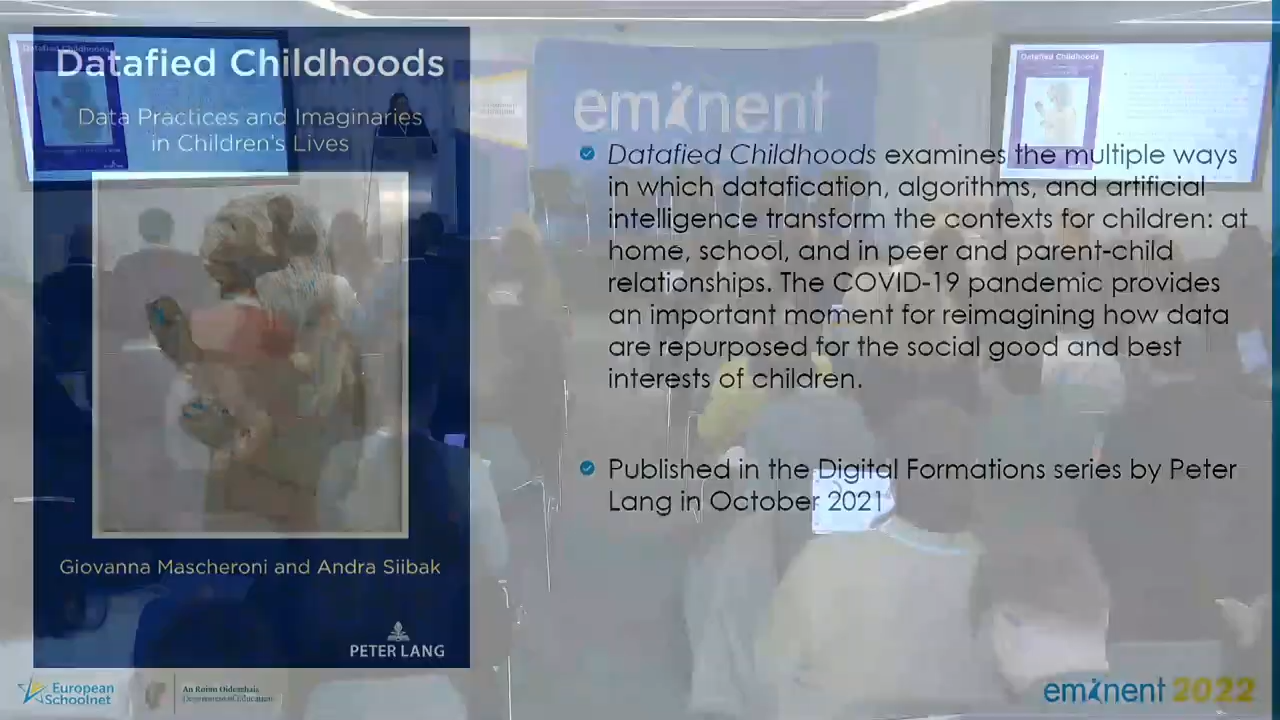 Datafied Childhoods
Data Practices and Imaginaries
in Children's Lives
Giovanna Mascheroni and Andra Siibak
PETER LANG
eminent
Datafied Childhoods examines the multiple ways
in which datafication, algorithms, and artificial
intelligence transform the contexts for children: at
home, school, and in peer and parent-child
relationships. The COVID-19 pandemic provides
an important moment for reimagining how data
are repurposed for the social good and best
interests of children.
Published in the Digital Formations series by Peter
Lang in October 2021
Datafied Childhoods
Datafied Childhoods
European
Schoolnet
An Roinn Oideachais
Department of Education
eminent 2022